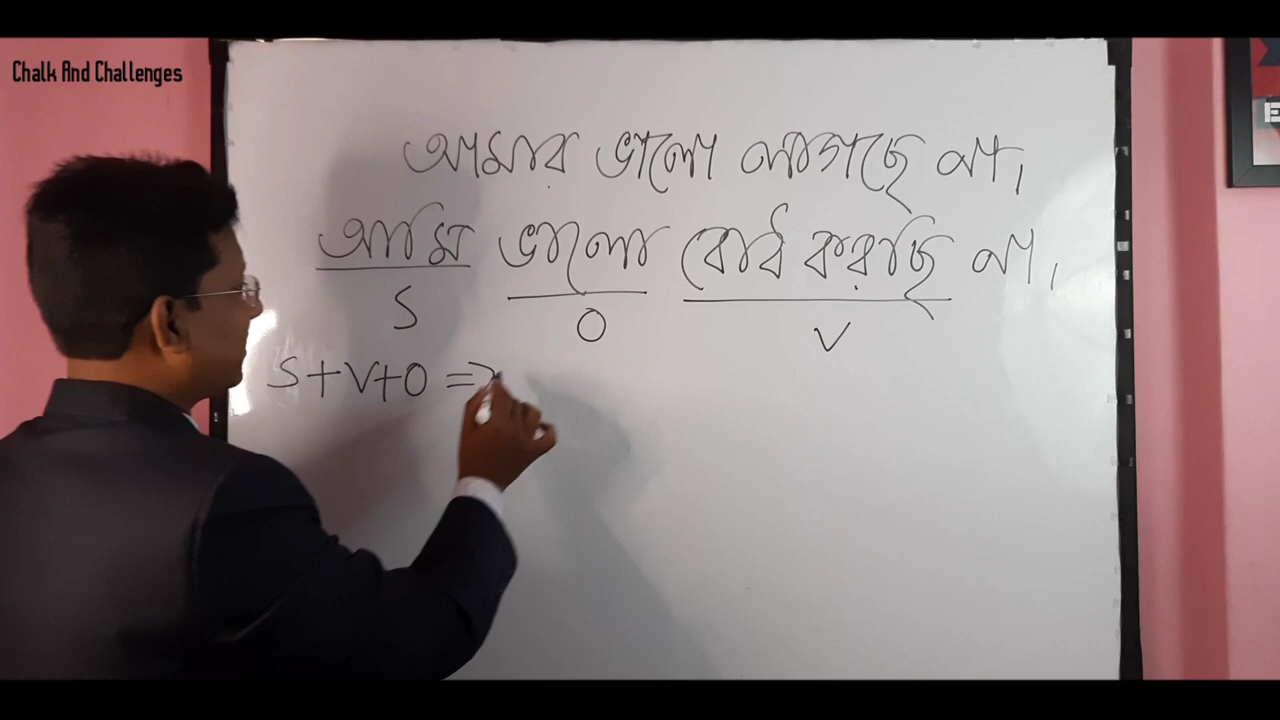 Chalk And Challenges
আমার ভালো লাগছে না।
আমি ভালো বোধ করছি না।
S O V
S+V+O =>
E